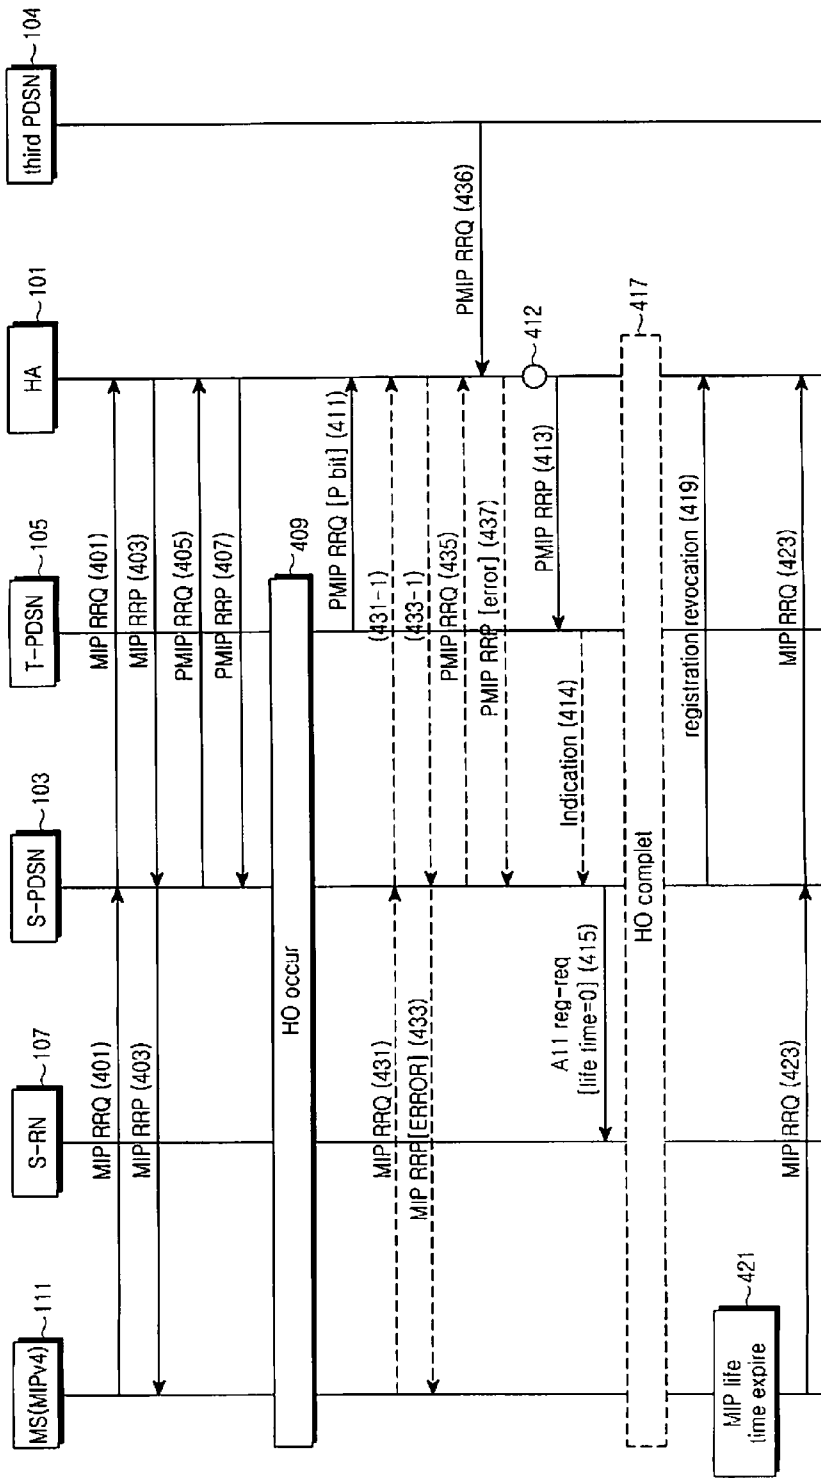 MS(MIPv4)
111
S-RN
107
S-PDSN
103
T-PDSN
105
HA
101
third PDSN
104
MIP RRQ (401)
MIP RRQ (401)
MIP RRP (403)
MIP RRP (403)
PMIP RRQ (405)
PMIP RRP (407)
HO occur
409
PMIP RRQ [P bit] (411)
MIP RRQ (431)
(431-1)
MIP RRP[ERROR] (433)
(433-1)
PMIP RRQ (435)
PMIP RRQ (436)
PMIP RRP [error] (437)
412
PMIP RRP (413)
Indication (414)
A11 reg-req
[life time=0] (415)
HO complet
417
registration revocation (419)
MIP life
time expire
421
MIP RRQ (423)
MIP RRQ (423)